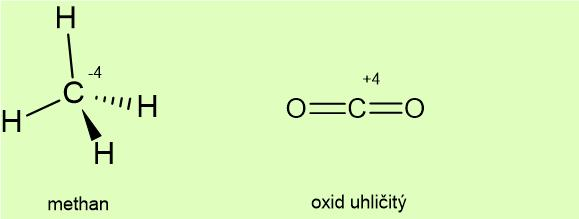 H
C -4
H
H
H
methan
+4
O=C=O
oxid uhličitý